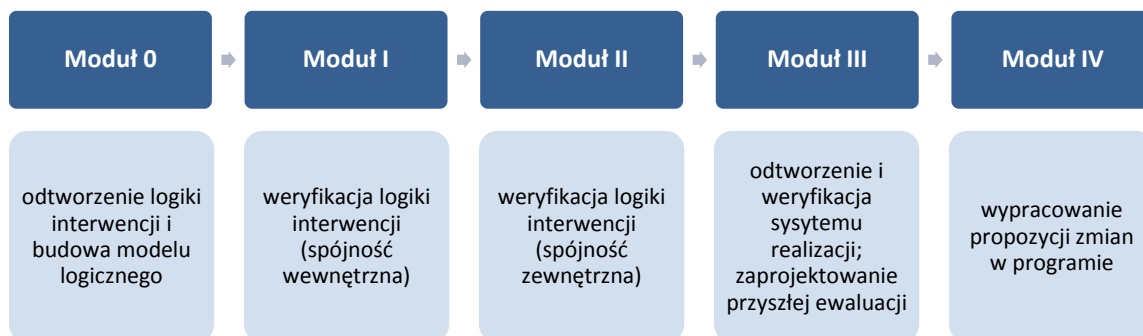 Moduł 0
Moduł I
Moduł II
Moduł III
Moduł IV
odtworzenie logiki
interwencji i
budowa modelu
logicznego
weryfikacja logiki
interwencji
(spójność
wewnętrzna)
weryfikacja logiki
interwencji
(spójność
zewnętrzna)
odtworzenie i
weryfikacja
sysytemu
realizacji;
zaprojektowanie
przyszłej ewaluacji
wypracowanie
propozycji zmian
w programie